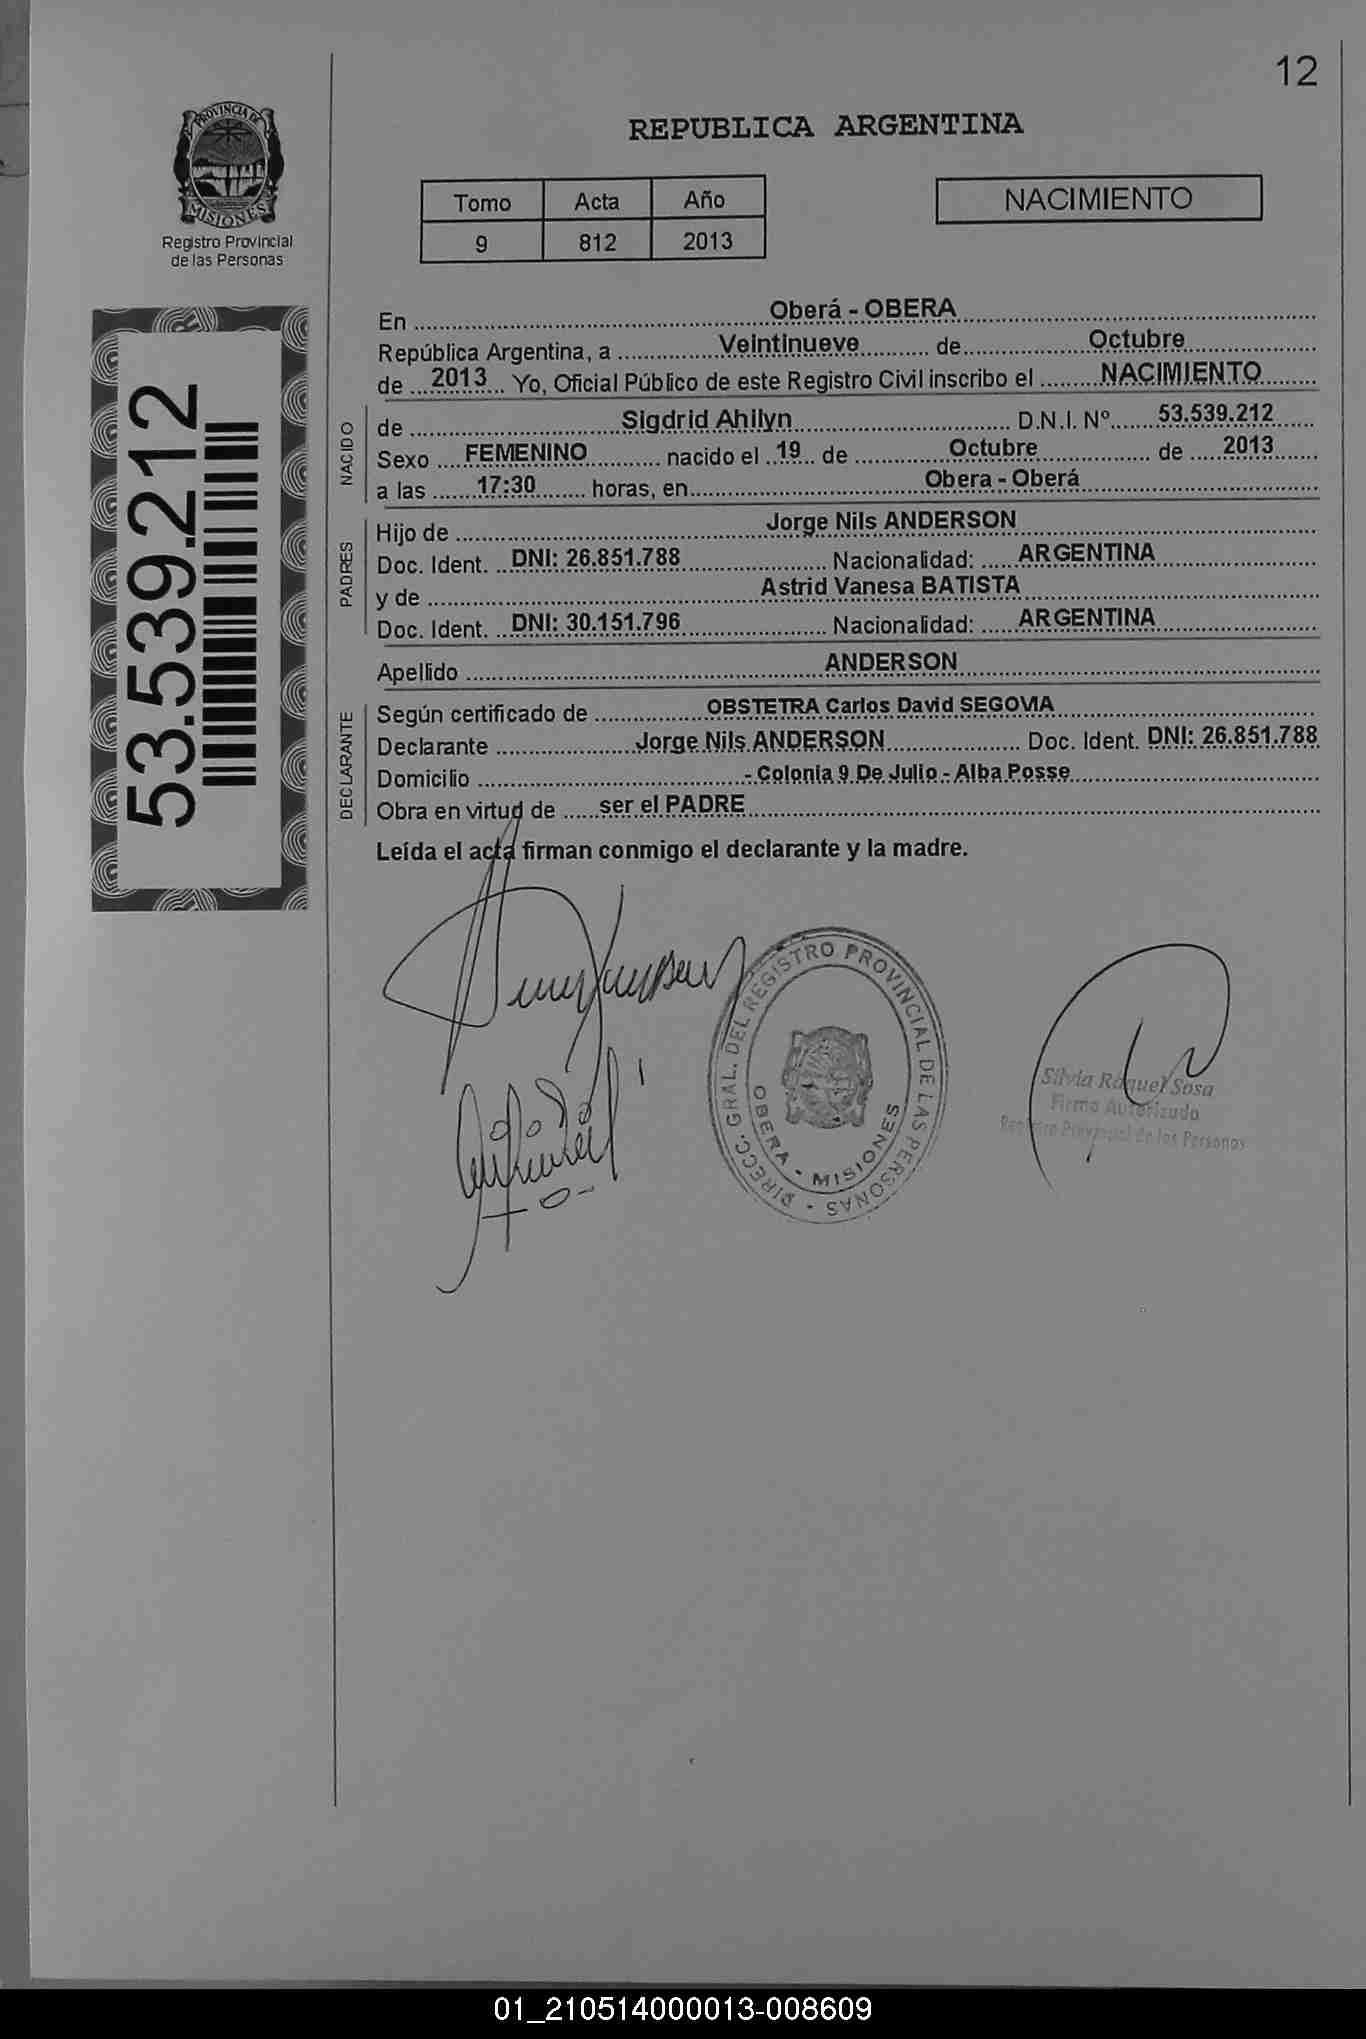 12
PROVINCIA DE
MISIONES
Registro Provincial
de las Personas
REPUBLICA ARGENTINA
Tomo Acta Año
9 812 2013
NACIMIENTO
53.539.212
En Oberá - OBERA
República Argentina, a Veintinueve de Octubre
de 2013 Yo, Oficial Público de este Registro Civil inscribo el NACIMIENTO
NACIDO
de Sigdrid Ahilyn D.N.I. Nº 53.539.212
Sexo FEMENINO nacido el 19 de Octubre de 2013
a las 17:30 horas, en Obera - Oberá
PADRES
Hijo de Jorge Nils ANDERSON
Doc. Ident. DNI: 26.851.788 Nacionalidad: ARGENTINA
y de Astrid Vanesa BATISTA
Doc. Ident. DNI: 30.151.796 Nacionalidad: ARGENTINA
Apellido ANDERSON
DECLARANTE
Según certificado de OBSTETRA Carlos David SEGOVIA
Declarante Jorge Nils ANDERSON Doc. Ident. DNI: 26.851.788
Domicilio - Colonia 9 De Julio - Alba Posse
Obra en virtud de ser el PADRE
Leída el acta firman conmigo el declarante y la madre.
DIRECC. GRAL. DEL REGISTRO PROVINCIAL DE LAS PERSONAS -
OBERA - MISIONES
Silvia Raquel Sosa
Firma Autorizada
Registro Provincial de las Personas
01_210514000013-008609